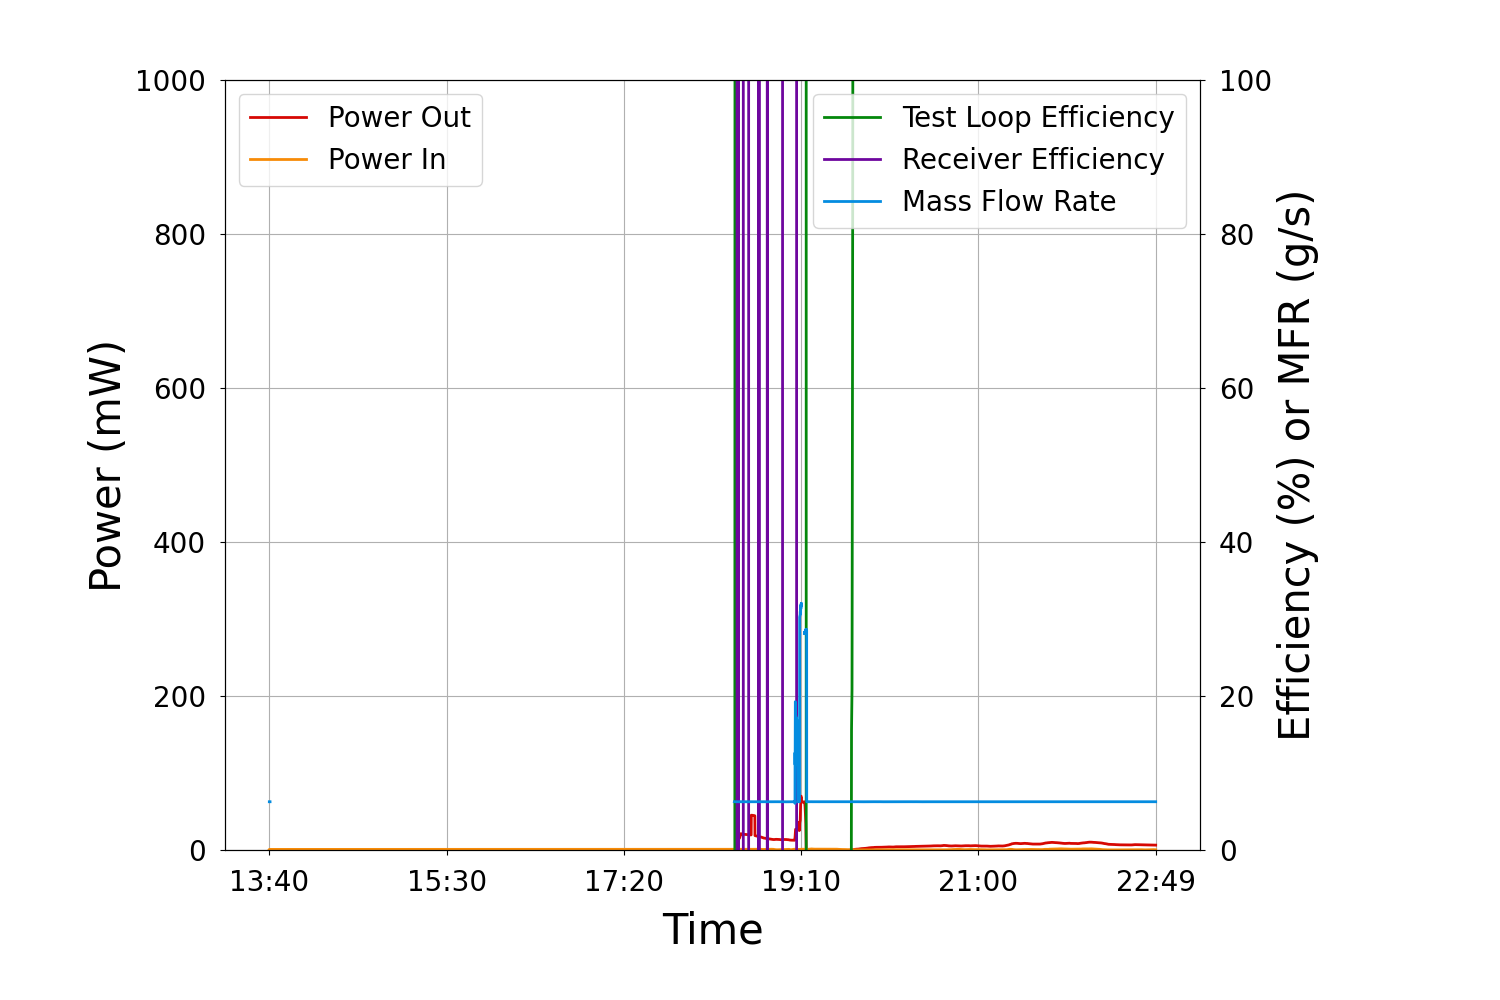 1000
800
600
400
200
0
Power (mW)
Power Out
Power In
Test Loop Efficiency
Receiver Efficiency
Mass Flow Rate
100
80
60
40
20
0
Efficiency (%) or MFR (g/s)
13:40 15:30 17:20 19:10 21:00 22:49
Time